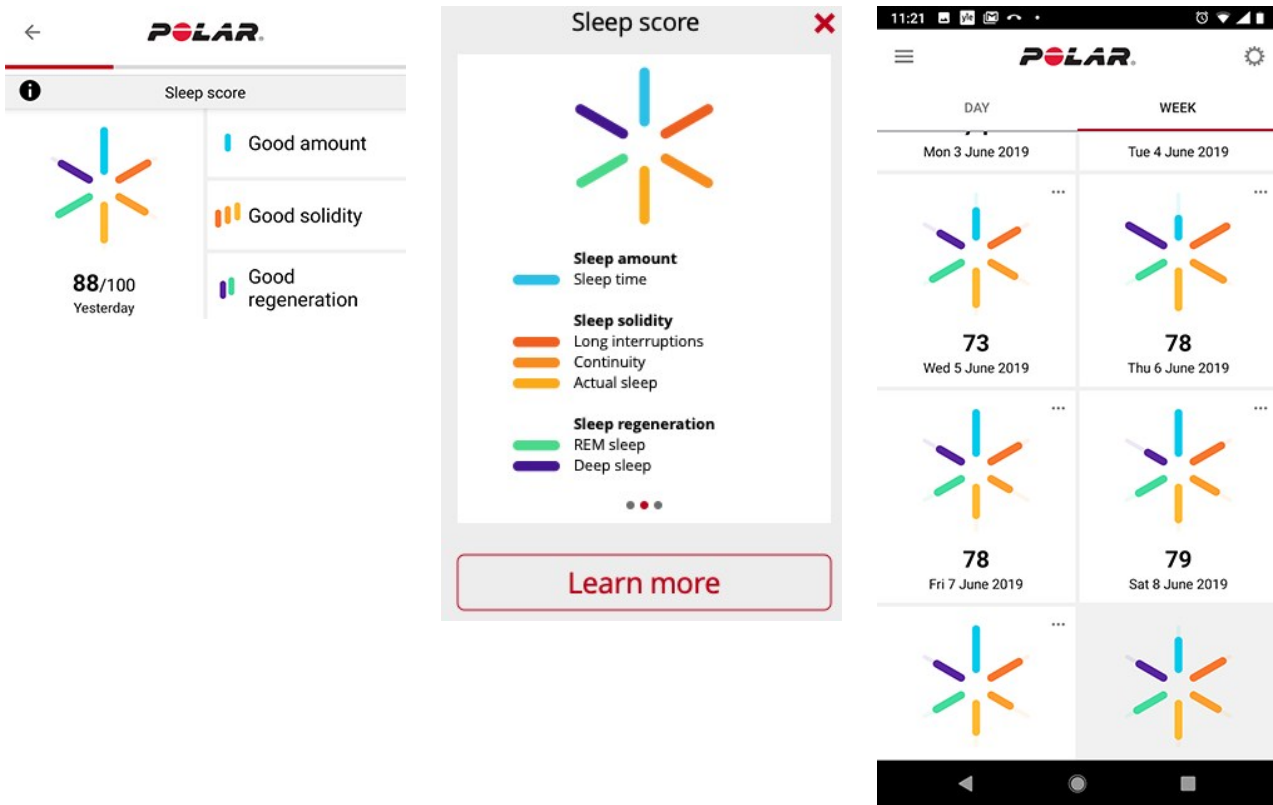 POLAR.
Sleep score
Good amount
Good solidity
Good
regeneration
88/100
Yesterday
Sleep score
Sleep amount
Sleep time
Sleep solidity
Long interruptions
Continuity
Actual sleep
Sleep regeneration
REM sleep
Deep sleep
Learn more
11:21
yle
POLAR.
DAY WEEK
Mon 3 June 2019 Tue 4 June 2019
73 78
Wed 5 June 2019 Thu 6 June 2019
78 79
Fri 7 June 2019 Sat 8 June 2019